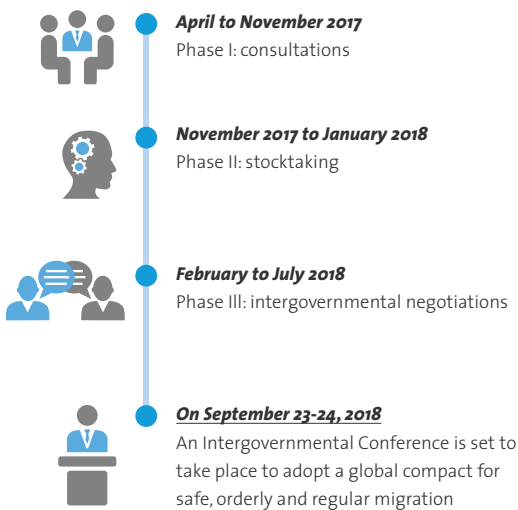 April to November 2017
Phase I: consultations
November 2017 to January 2018
Phase II: stocktaking
February to July 2018
Phase Ill: intergovernmental negotiations
On September 23-24, 2018
An Intergovernmental Conference is set to
take place to adopt a global compact for
safe, orderly and regular migration